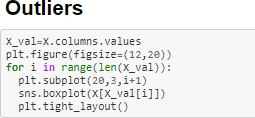 Outliers
X_val=X.columns.values
plt.figure(figsize=(12,20))
for i in range(len(X_val)):
    plt.subplot(20,3,i+1)
    sns.boxplot(X[X_val[i]])
    plt.tight_layout()